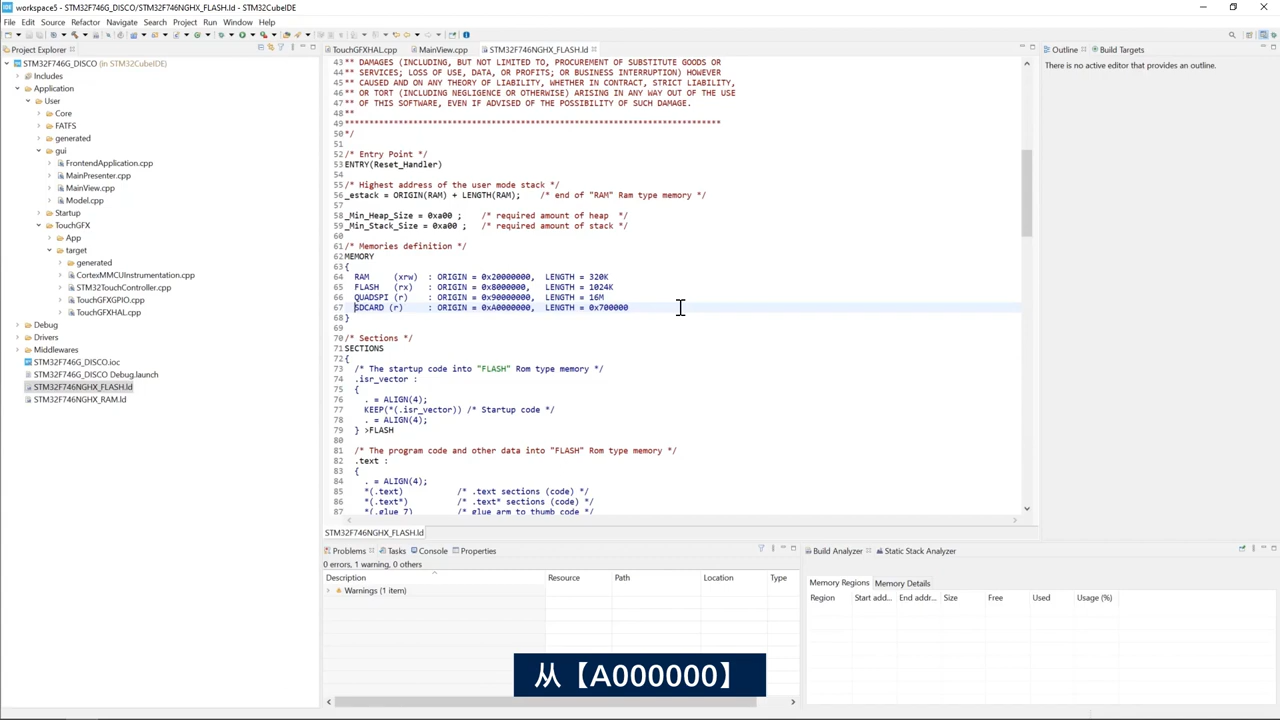 workspace5 - STM32F746G_DISCO/STM32F746NGHX_FLASH.ld - STM32CubeIDE
File Edit Source Refactor Navigate Search Project Run Window Help
Project Explorer
STM32F746G_DISCO (in STM32CubeIDE)
Includes
Application
User
Core
FATFS
generated
gui
FrontendApplication.cpp
MainPresenter.cpp
MainView.cpp
Model.cpp
Startup
TouchGFX
App
target
generated
CortexMMCUInstrumentation.cpp
STM32TouchController.cpp
TouchGFXGPIO.cpp
TouchGFXHAL.cpp
Debug
Drivers
Middlewares
STM32F746G_DISCO.ioc
STM32F746G_DISCO Debug.launch
STM32F746NGHX_FLASH.ld
STM32F746NGHX_RAM.ld
TouchGFXHAL.cpp MainView.cpp STM32F746NGHX_FLASH.ld
43 ** DAMAGES (INCLUDING, BUT NOT LIMITED TO, PROCUREMENT OF SUBSTITUTE GOODS OR
44 ** SERVICES; LOSS OF USE, DATA, OR PROFITS; OR BUSINESS INTERRUPTION) HOWEVER
45 ** CAUSED AND ON ANY THEORY OF LIABILITY, WHETHER IN CONTRACT, STRICT LIABILITY,
46 ** OR TORT (INCLUDING NEGLIGENCE OR OTHERWISE) ARISING IN ANY WAY OUT OF THE USE
47 ** OF THIS SOFTWARE, EVEN IF ADVISED OF THE POSSIBILITY OF SUCH DAMAGE.
48 **
49 *****************************************************************************
50 */
51
52 /* Entry Point */
53 ENTRY(Reset_Handler)
54
55 /* Highest address of the user mode stack */
56 _estack = ORIGIN(RAM) + LENGTH(RAM); /* end of "RAM" Ram type memory */
57
58 _Min_Heap_Size = 0xa00 ; /* required amount of heap */
59 _Min_Stack_Size = 0xa00 ; /* required amount of stack */
60
61 /* Memories definition */
62 MEMORY
63 {
64 RAM (xrw) : ORIGIN = 0x20000000, LENGTH = 320K
65 FLASH (rx) : ORIGIN = 0x8000000, LENGTH = 1024K
66 QUADSPI (r) : ORIGIN = 0x90000000, LENGTH = 16M
67 SDCARD (r) : ORIGIN = 0xA0000000, LENGTH = 0x700000
68 }
69
70 /* Sections */
71 SECTIONS
72 {
73 /* The startup code into "FLASH" Rom type memory */
74 .isr_vector :
75 {
76 . = ALIGN(4);
77 KEEP(*(.isr_vector)) /* Startup code */
78 . = ALIGN(4);
79 } >FLASH
80
81 /* The program code and other data into "FLASH" Rom type memory */
82 .text :
83 {
84 . = ALIGN(4);
85 *(.text) /* .text sections (code) */
86 *(.text*) /* .text* sections (code) */
87 *(.glue_7) /* glue arm to thumb code */
STM32F746NGHX_FLASH.ld
Outline Build Targets
There is no active editor that provides an outline.
Problems Tasks Console Properties
0 errors, 1 warning, 0 others
Description Resource Path Location Type
Warnings (1 item)
Build Analyzer Static Stack Analyzer
Memory Regions Memory Details
Region Start add... End addr... Size Free Used Usage (%)
从【A000000】